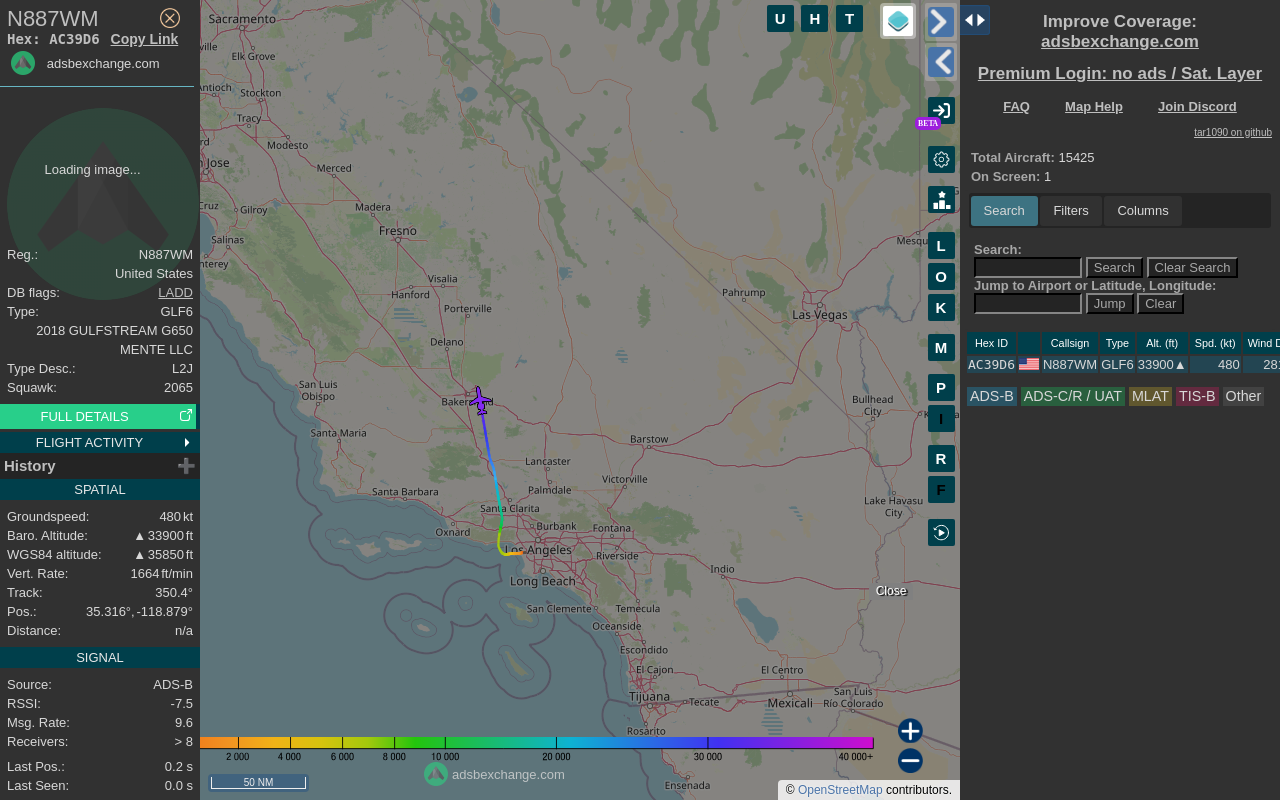 N887WM
Hex: AC39D6 Copy Link
adsbexchange.com
Loading image...
Reg.: N887WM
United States
DB flags: LADD
Type: GLF6
2018 GULFSTREAM G650
MENTE LLC
Type Desc.: L2J
Squawk: 2065
FULL DETAILS
FLIGHT ACTIVITY
History
SPATIAL
Groundspeed: 480 kt
Baro. Altitude: ▲ 33900 ft
WGS84 altitude: ▲ 35850 ft
Vert. Rate: 1664 ft/min
Track: 350.4°
Pos.: 35.316°, -118.879°
Distance: n/a
SIGNAL
Source: ADS-B
RSSI: -7.5
Msg. Rate: 9.6
Receivers: > 8
Last Pos.: 0.2 s
Last Seen: 0.0 s
Sacramento
Elk Grove
Antioch
Stockton
Tracy
Modesto
Jose
Merced
Cruz
Gilroy
Madera
Salinas
Fresno
nterey
Visalia
Hanford
Porterville
Delano
Pahrump
Las Vegas
Mesqu
San Luis
Obispo
Bakersfield
Bullhead
City
Santa Maria
Barstow
Lancaster
Victorville
Santa Barbara
Palmdale
Santa Clarita
Lake Havasu
City
Oxnard
Burbank
Fontana
Los Angeles
Riverside
Long Beach
Indio
San Clemente
Temecula
Oceanside
Escondido
El Cajon
El Centro
Tijuana
Tecate
Mexicali
San Luis
Río Colorado
Rosarito
Ensenada
Close
U H T
BETA
L
O
K
M
P
I
R
F
2 000 4 000 6 000 8 000 10 000 20 000 30 000 40 000+
50 NM
adsbexchange.com
© OpenStreetMap contributors.
Improve Coverage:
adsbexchange.com
Premium Login: no ads / Sat. Layer
FAQ Map Help Join Discord
tar1090 on github
Total Aircraft: 15425
On Screen: 1
Search Filters Columns
Search:
Search Clear Search
Jump to Airport or Latitude, Longitude:
Jump Clear
Hex ID Callsign Type Alt. (ft) Spd. (kt) Wind D
AC39D6 N887WM GLF6 33900▲ 480 281
ADS-B ADS-C/R / UAT MLAT TIS-B Other